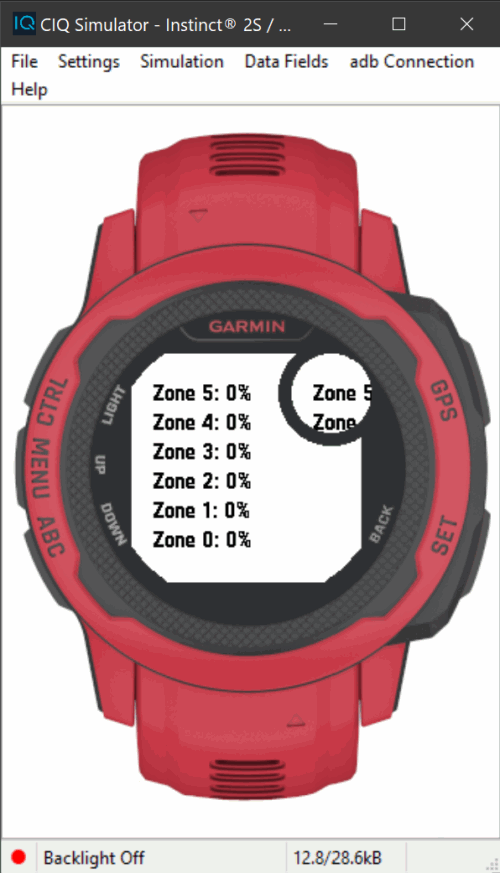 IQ CIQ Simulator - Instinct® 2S / ...
File Settings Simulation Data Fields adb Connection
Help
GARMIN
CTRL
LIGHT
GPS
MENU
UP
ABC
DOWN
SET
BACK
Zone 5: 0%
Zone 4: 0%
Zone 3: 0%
Zone 2: 0%
Zone 1: 0%
Zone 0: 0%
Zone 5
Zone
Backlight Off
12.8/28.6kB